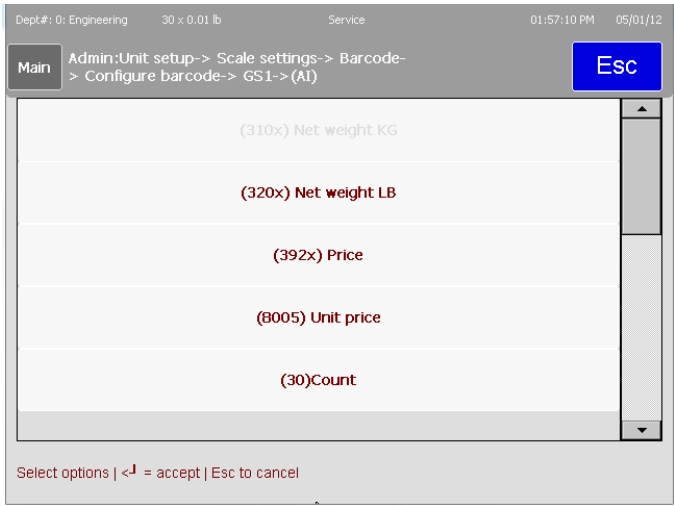 Dept#: 0: Engineering 30 x 0.01 lb Service 01:57:10 PM 05/01/12
Main
Admin:Unit setup-> Scale settings-> Barcode-
> Configure barcode-> GS1->(AI)
Esc
(310x) Net weight KG
(320x) Net weight LB
(392x) Price
(8005) Unit price
(30)Count
Select options | <┘ = accept | Esc to cancel